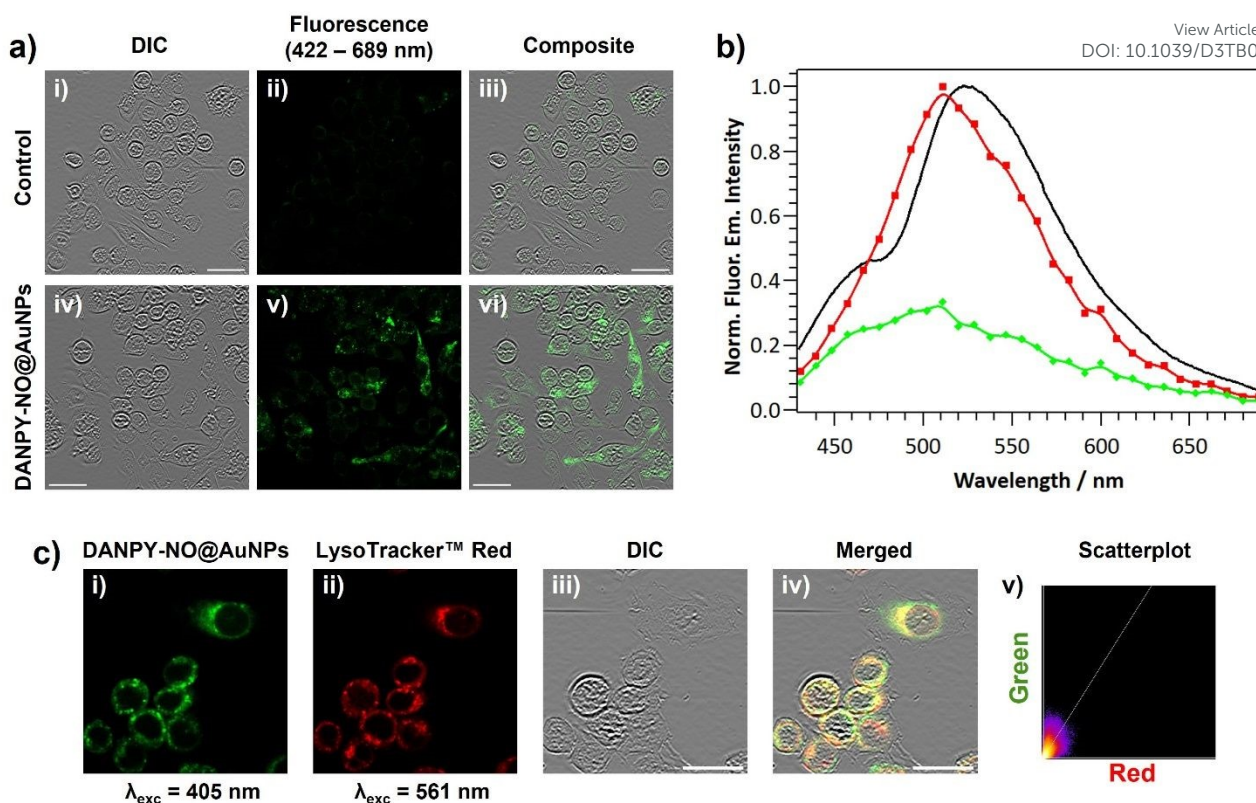 View Article
DOI: 10.1039/D3TB0
a)
DIC
Fluorescence
(422 – 689 nm)
Composite
Control
i)
ii)
iii)
DANPY-NO@AuNPs
iv)
v)
vi)
b)
Norm. Fluor. Em. Intensity
1.0
0.8
0.6
0.4
0.2
0.0
450
500
550
600
650
Wavelength / nm
c)
DANPY-NO@AuNPs
LysoTracker™ Red
DIC
Merged
Scatterplot
i)
ii)
iii)
iv)
v)
Green
Red
λexc = 405 nm
λexc = 561 nm